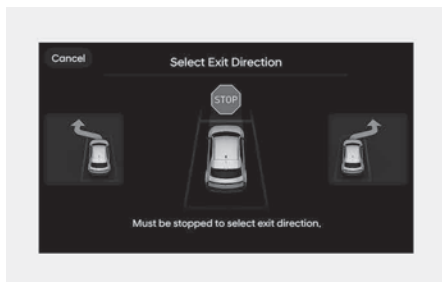 Cancel
Select Exit Direction
STOP
Must be stopped to select exit direction,